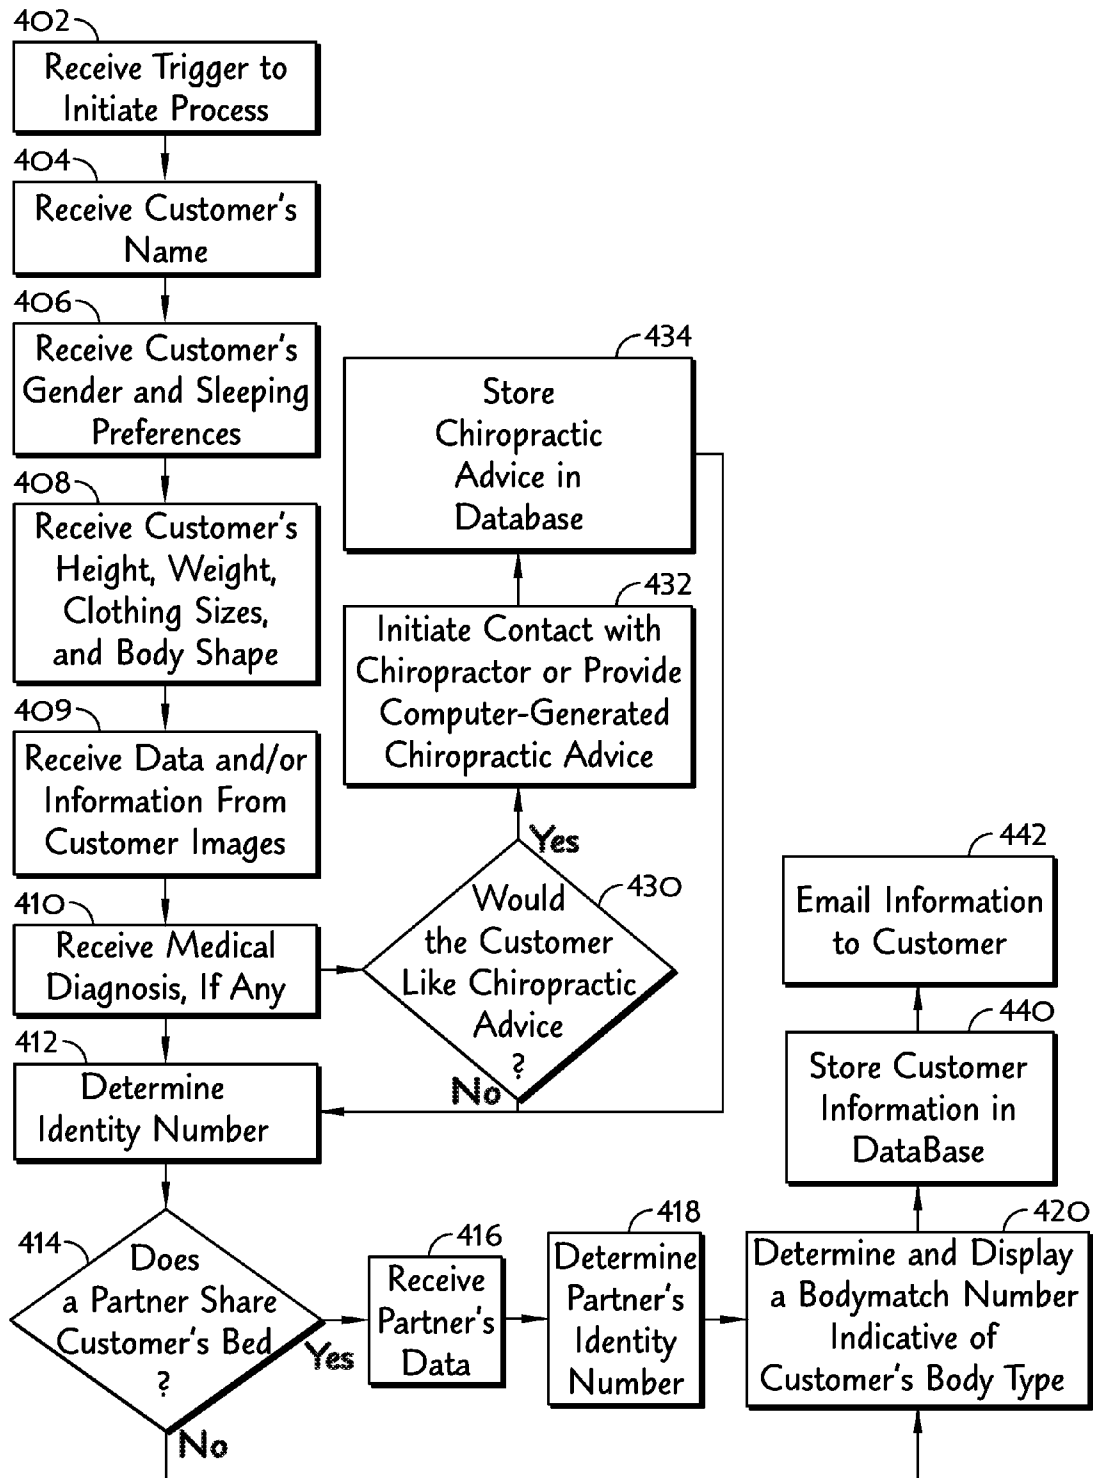 402
Receive Trigger to
Initiate Process
404
Receive Customer's
Name
406
Receive Customer's
Gender and Sleeping
Preferences
408
Receive Customer's
Height, Weight,
Clothing Sizes,
and Body Shape
409
Receive Data and/or
Information From
Customer Images
410
Receive Medical
Diagnosis, If Any
434
Store
Chiropractic
Advice in
Database
432
Initiate Contact with
Chiropractor or Provide
Computer-Generated
Chiropractic Advice
Yes
430
Would
the Customer
Like Chiropractic
Advice
?
No
412
Determine
Identity Number
414
Does
a Partner Share
Customer's Bed
?
Yes
No
416
Receive
Partner's
Data
418
Determine
Partner's
Identity
Number
420
Determine and Display
a Bodymatch Number
Indicative of
Customer's Body Type
440
Store Customer
Information in
DataBase
442
Email Information
to Customer